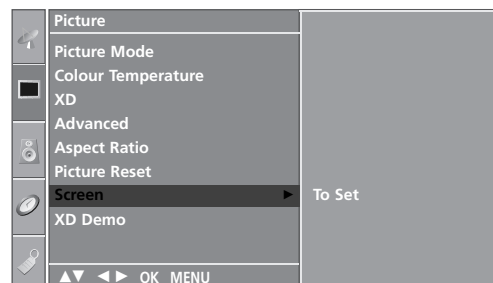 Picture
Picture Mode
Colour Temperature
XD
Advanced
Aspect Ratio
Picture Reset
Screen ► To Set
XD Demo
▲▼ ◄► OK MENU